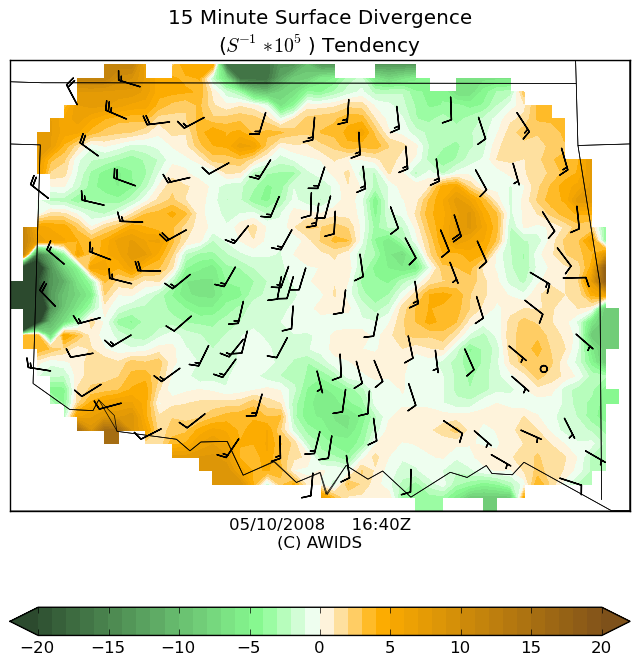 15 Minute Surface Divergence
(S⁻¹ * 10⁵ ) Tendency
05/10/2008 16:40Z
(C) AWIDS
−20 −15 −10 −5 0 5 10 15 20